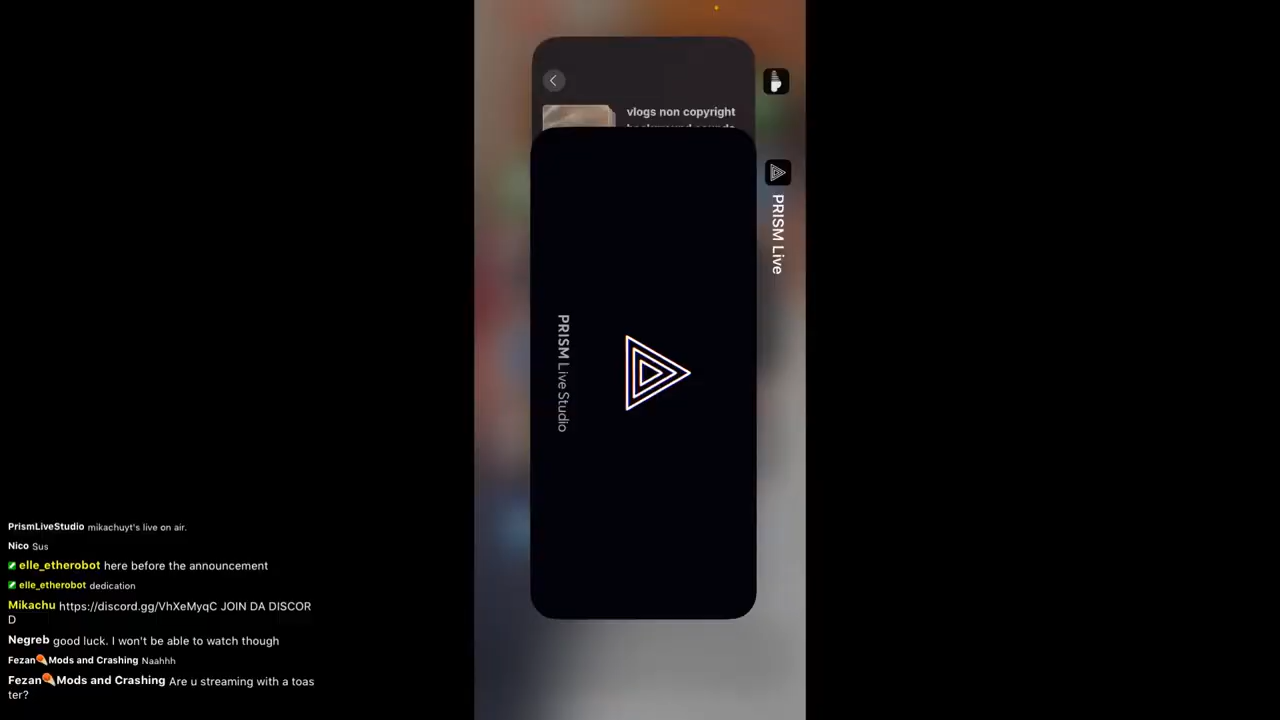 vlogs non copyright
background sounds
PRISM Live
PRISM Live Studio
PrismLiveStudio mikachuyt's live on air.
Nico Sus
elle_etherobot here before the announcement
elle_etherobot dedication
Mikachu https://discord.gg/VhXeMyqC JOIN DA DISCOR
D
Negreb good luck. I won't be able to watch though
Fezan🏏Mods and Crashing Naahhh
Fezan🏏Mods and Crashing Are u streaming with a toas
ter?